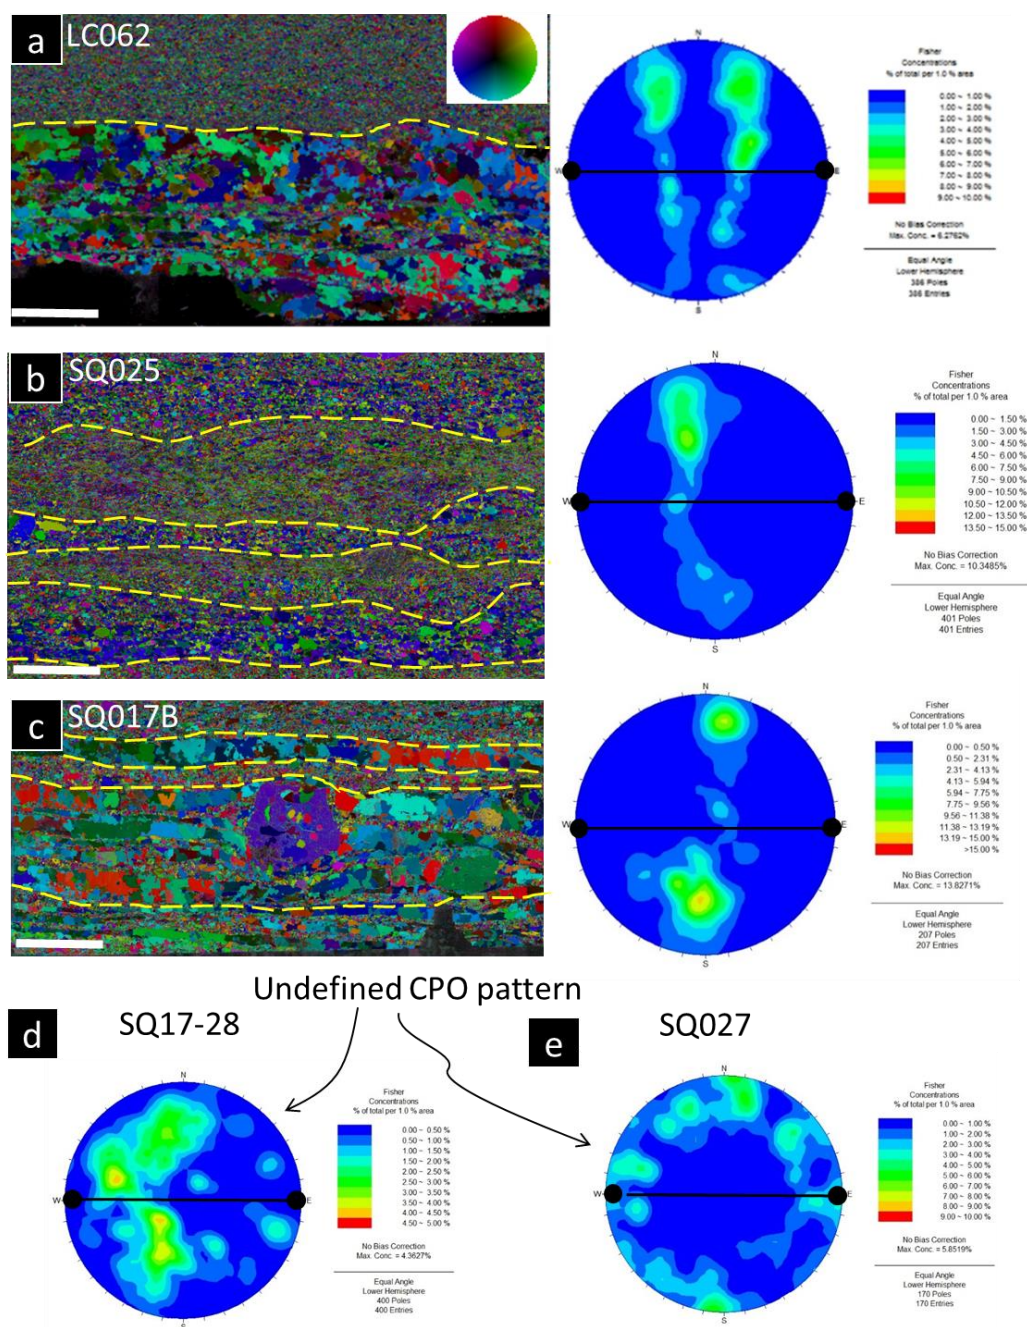 a LC062
N
W
E
S
Fisher
Concentrations
% of total per 1.0 % area
0.00 ~ 1.00 %
1.00 ~ 2.00 %
2.00 ~ 3.00 %
3.00 ~ 4.00 %
4.00 ~ 5.00 %
5.00 ~ 6.00 %
6.00 ~ 7.00 %
7.00 ~ 8.00 %
8.00 ~ 9.00 %
9.00 ~ 10.00 %
No Bias Correction
Max. Conc. = 6.2762%
Equal Angle
Lower Hemisphere
386 Poles
386 Entries
b SQ025
N
W
E
S
Fisher
Concentrations
% of total per 1.0 % area
0.00 ~ 1.50 %
1.50 ~ 3.00 %
3.00 ~ 4.50 %
4.50 ~ 6.00 %
6.00 ~ 7.50 %
7.50 ~ 9.00 %
9.00 ~ 10.50 %
10.50 ~ 12.00 %
12.00 ~ 13.50 %
13.50 ~ 15.00 %
No Bias Correction
Max. Conc. = 10.3485%
Equal Angle
Lower Hemisphere
401 Poles
401 Entries
c SQ017B
N
W
E
S
Fisher
Concentrations
% of total per 1.0 % area
0.00 ~ 0.50 %
0.50 ~ 2.31 %
2.31 ~ 4.13 %
4.13 ~ 5.94 %
5.94 ~ 7.75 %
7.75 ~ 9.56 %
9.56 ~ 11.38 %
11.38 ~ 13.19 %
13.19 ~ 15.00 %
>15.00 %
No Bias Correction
Max. Conc. = 13.8271%
Equal Angle
Lower Hemisphere
207 Poles
207 Entries
Undefined CPO pattern
d SQ17-28
N
W
E
S
Fisher
Concentrations
% of total per 1.0 % area
0.00 ~ 0.50 %
0.50 ~ 1.00 %
1.00 ~ 1.50 %
1.50 ~ 2.00 %
2.00 ~ 2.50 %
2.50 ~ 3.00 %
3.00 ~ 3.50 %
3.50 ~ 4.00 %
4.00 ~ 4.50 %
4.50 ~ 5.00 %
No Bias Correction
Max. Conc. = 4.3627%
Equal Angle
Lower Hemisphere
400 Poles
400 Entries
e SQ027
N
W
E
S
Fisher
Concentrations
% of total per 1.0 % area
0.00 ~ 1.00 %
1.00 ~ 2.00 %
2.00 ~ 3.00 %
3.00 ~ 4.00 %
4.00 ~ 5.00 %
5.00 ~ 6.00 %
6.00 ~ 7.00 %
7.00 ~ 8.00 %
8.00 ~ 9.00 %
9.00 ~ 10.00 %
No Bias Correction
Max. Conc. = 5.8519%
Equal Angle
Lower Hemisphere
170 Poles
170 Entries